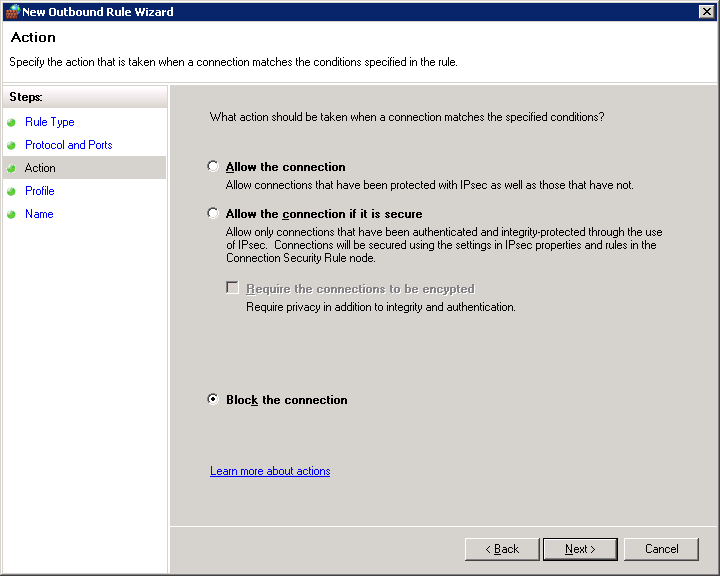 New Outbound Rule Wizard
Action
Specify the action that is taken when a connection matches the conditions specified in the rule.
Steps:
Rule Type
Protocol and Ports
Action
Profile
Name
What action should be taken when a connection matches the specified conditions?
Allow the connection
Allow connections that have been protected with IPsec as well as those that have not.
Allow the connection if it is secure
Allow only connections that have been authenticated and integrity-protected through the use
of IPsec. Connections will be secured using the settings in IPsec properties and rules in the
Connection Security Rule node.
Require the connections to be encypted
Require privacy in addition to integrity and authentication.
Block the connection
Learn more about actions
< Back
Next >
Cancel